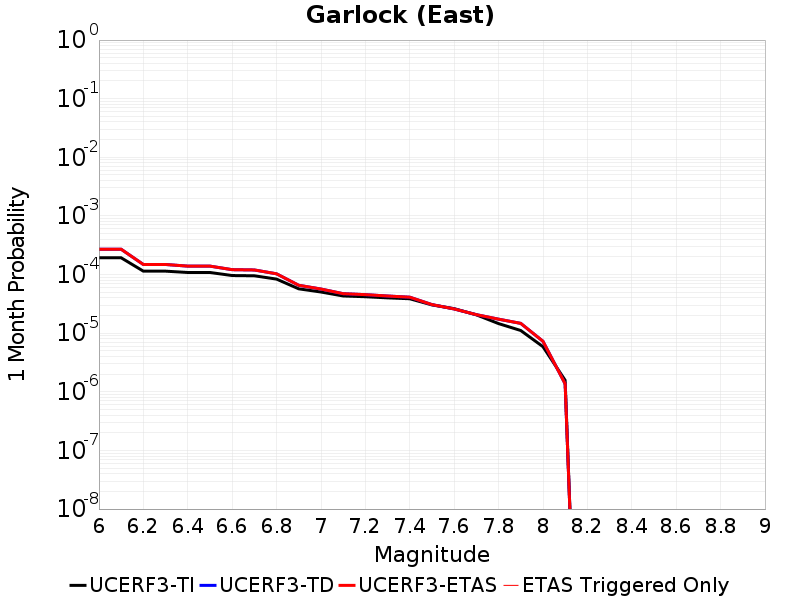 Garlock (East)
1 Month Probability
10^0
10^-1
10^-2
10^-3
10^-4
10^-5
10^-6
10^-7
10^-8
6 6.2 6.4 6.6 6.8 7 7.2 7.4 7.6 7.8 8 8.2 8.4 8.6 8.8 9
Magnitude
UCERF3-TI UCERF3-TD UCERF3-ETAS ETAS Triggered Only